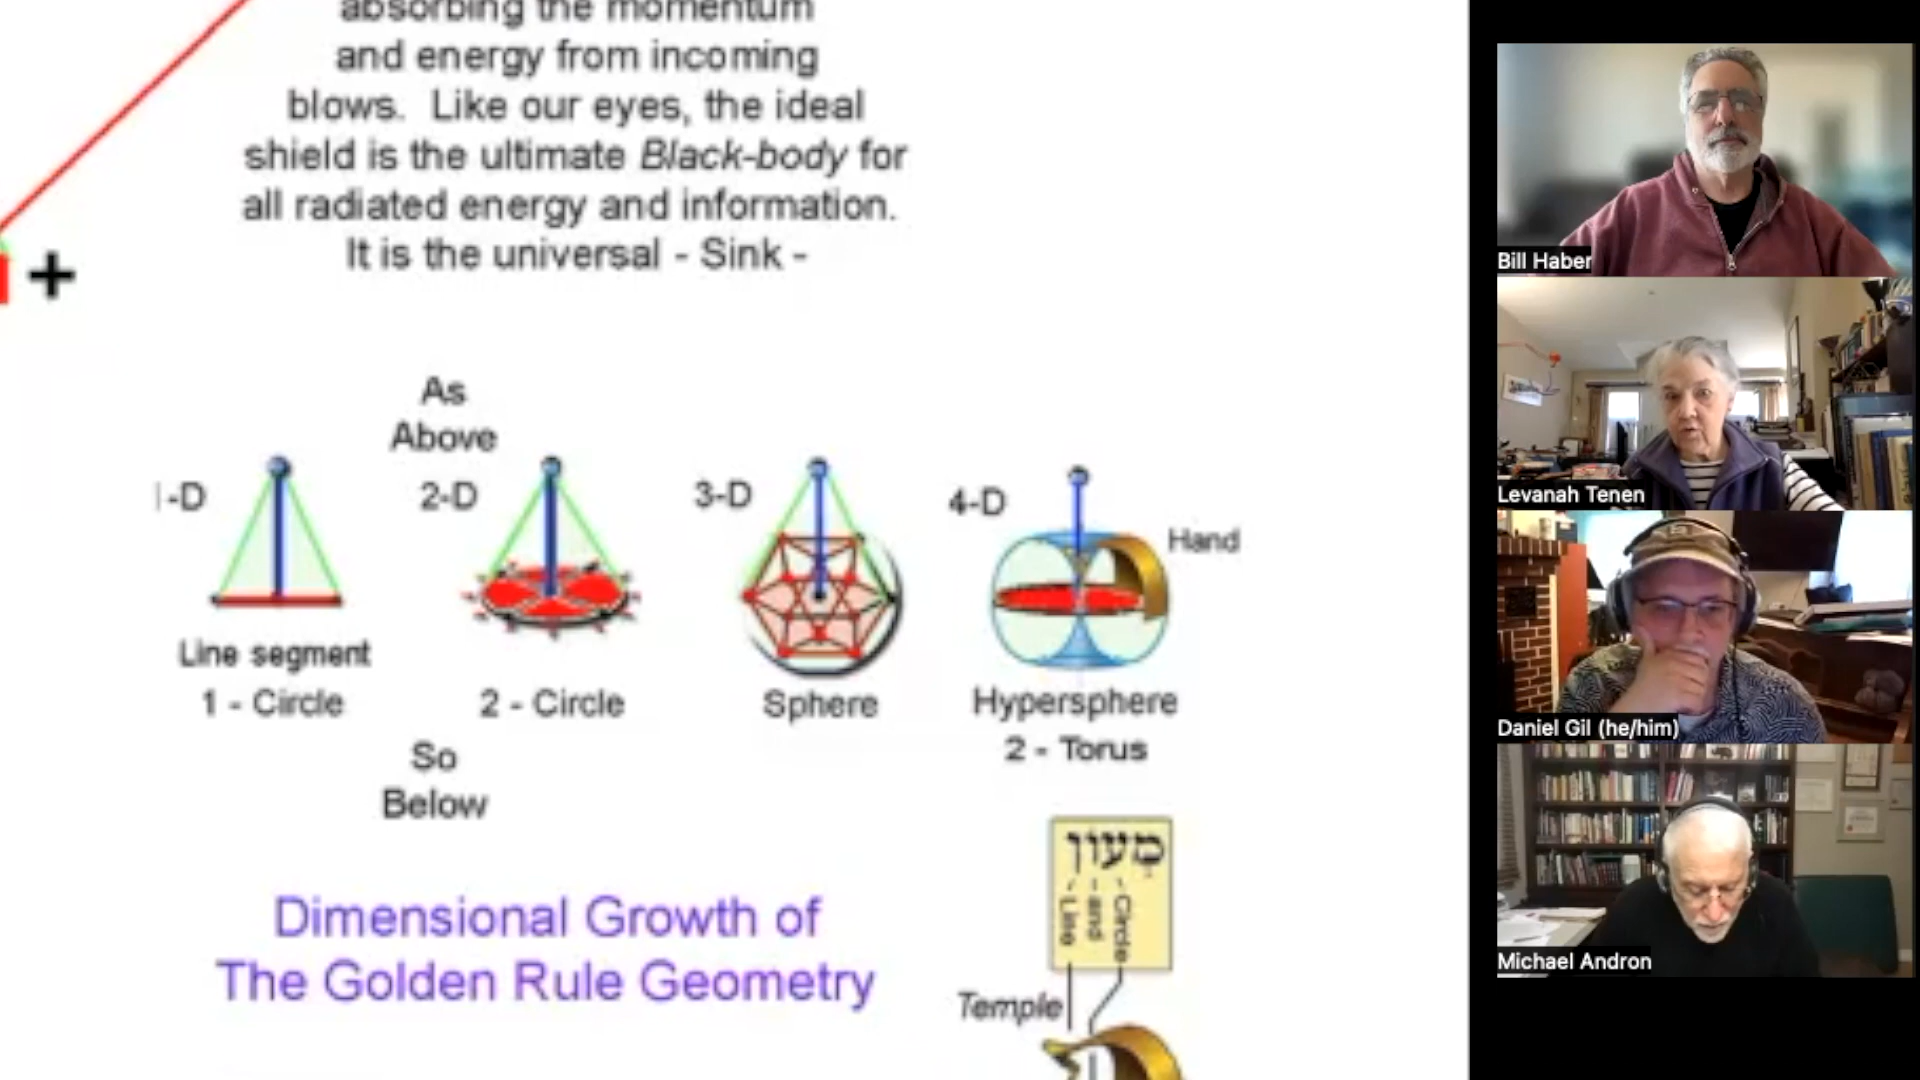 absorbing the momentum
and energy from incoming
blows. Like our eyes, the ideal
shield is the ultimate Black-body for
all radiated energy and information.
It is the universal - Sink -
+
As
Above
-D
2-D
3-D
4-D
Hand
Line segment
1 - Circle
2 - Circle
Sphere
Hypersphere
2 - Torus
So
Below
Dimensional Growth of
The Golden Rule Geometry
מעון
- Circle
- and
- Line
Temple
Bill Haber
Levanah Tenen
Daniel Gil (he/him)
Michael Andron